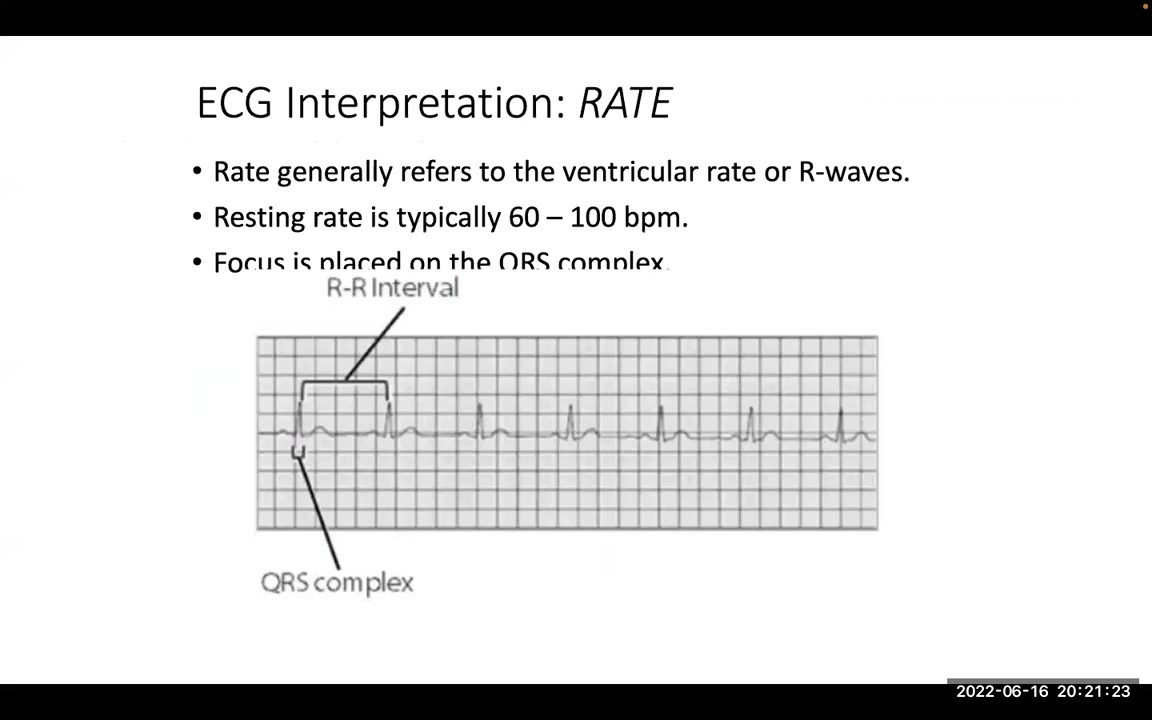 ECG Interpretation: RATE
• Rate generally refers to the ventricular rate or R-waves.
• Resting rate is typically 60 – 100 bpm.
• Focus is placed on the QRS complex.
R-R Interval
QRS complex
2022-06-16 20:21:23